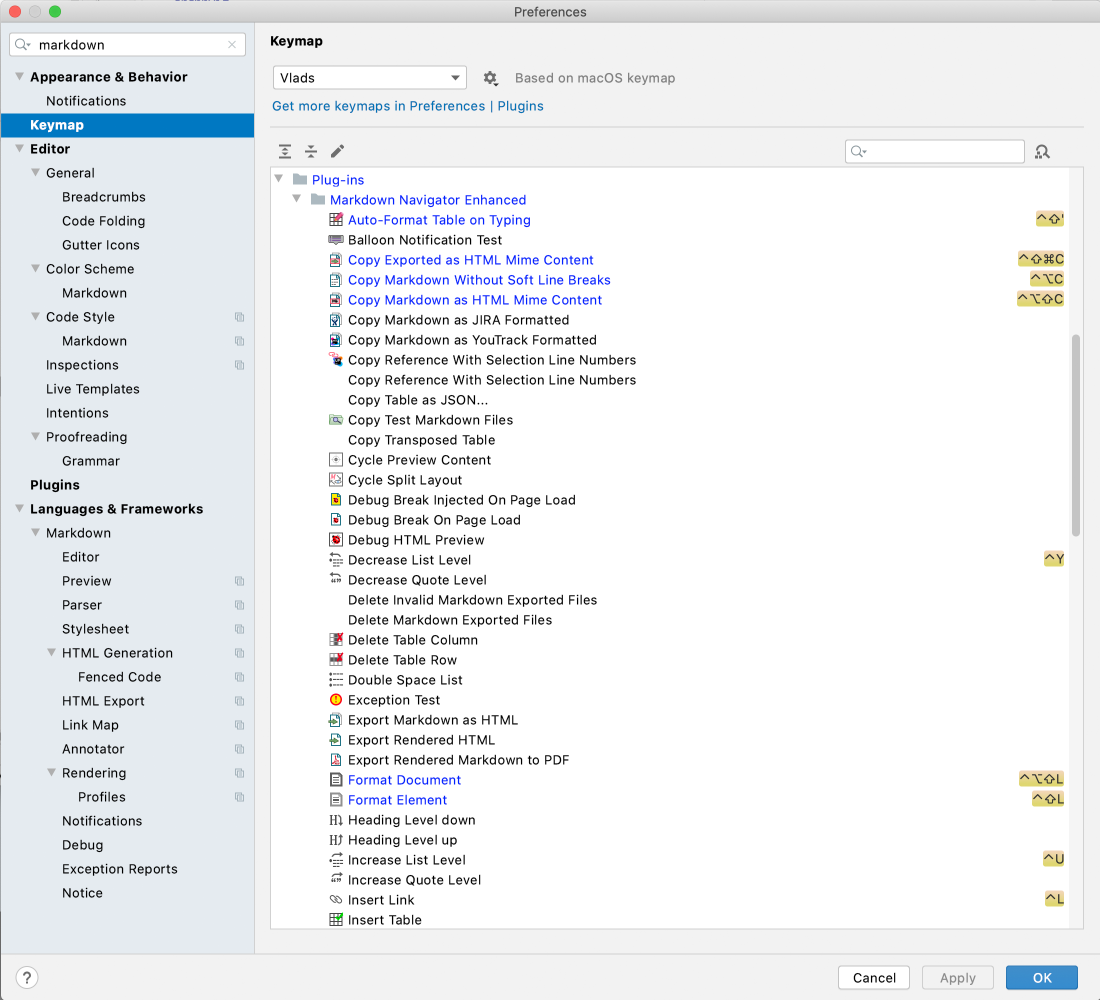 Preferences
markdown
Appearance & Behavior
Notifications
Keymap
Editor
General
Breadcrumbs
Code Folding
Gutter Icons
Color Scheme
Markdown
Code Style
Markdown
Inspections
Live Templates
Intentions
Proofreading
Grammar
Plugins
Languages & Frameworks
Markdown
Editor
Preview
Parser
Stylesheet
HTML Generation
Fenced Code
HTML Export
Link Map
Annotator
Rendering
Profiles
Notifications
Debug
Exception Reports
Notice
Keymap
Vlads Based on macOS keymap
Get more keymaps in Preferences | Plugins
Plug-ins
Markdown Navigator Enhanced
Auto-Format Table on Typing ^⇧'
Balloon Notification Test
Copy Exported as HTML Mime Content ^⇧⌘C
Copy Markdown Without Soft Line Breaks ^⌥C
Copy Markdown as HTML Mime Content ^⌥⇧C
Copy Markdown as JIRA Formatted
Copy Markdown as YouTrack Formatted
Copy Reference With Selection Line Numbers
Copy Reference With Selection Line Numbers
Copy Table as JSON...
Copy Test Markdown Files
Copy Transposed Table
Cycle Preview Content
Cycle Split Layout
Debug Break Injected On Page Load
Debug Break On Page Load
Debug HTML Preview
Decrease List Level ^Y
Decrease Quote Level
Delete Invalid Markdown Exported Files
Delete Markdown Exported Files
Delete Table Column
Delete Table Row
Double Space List
Exception Test
Export Markdown as HTML
Export Rendered HTML
Export Rendered Markdown to PDF
Format Document ^⌥⇧L
Format Element ^⇧L
Heading Level down
Heading Level up
Increase List Level ^U
Increase Quote Level
Insert Link ^L
Insert Table
? Cancel Apply OK